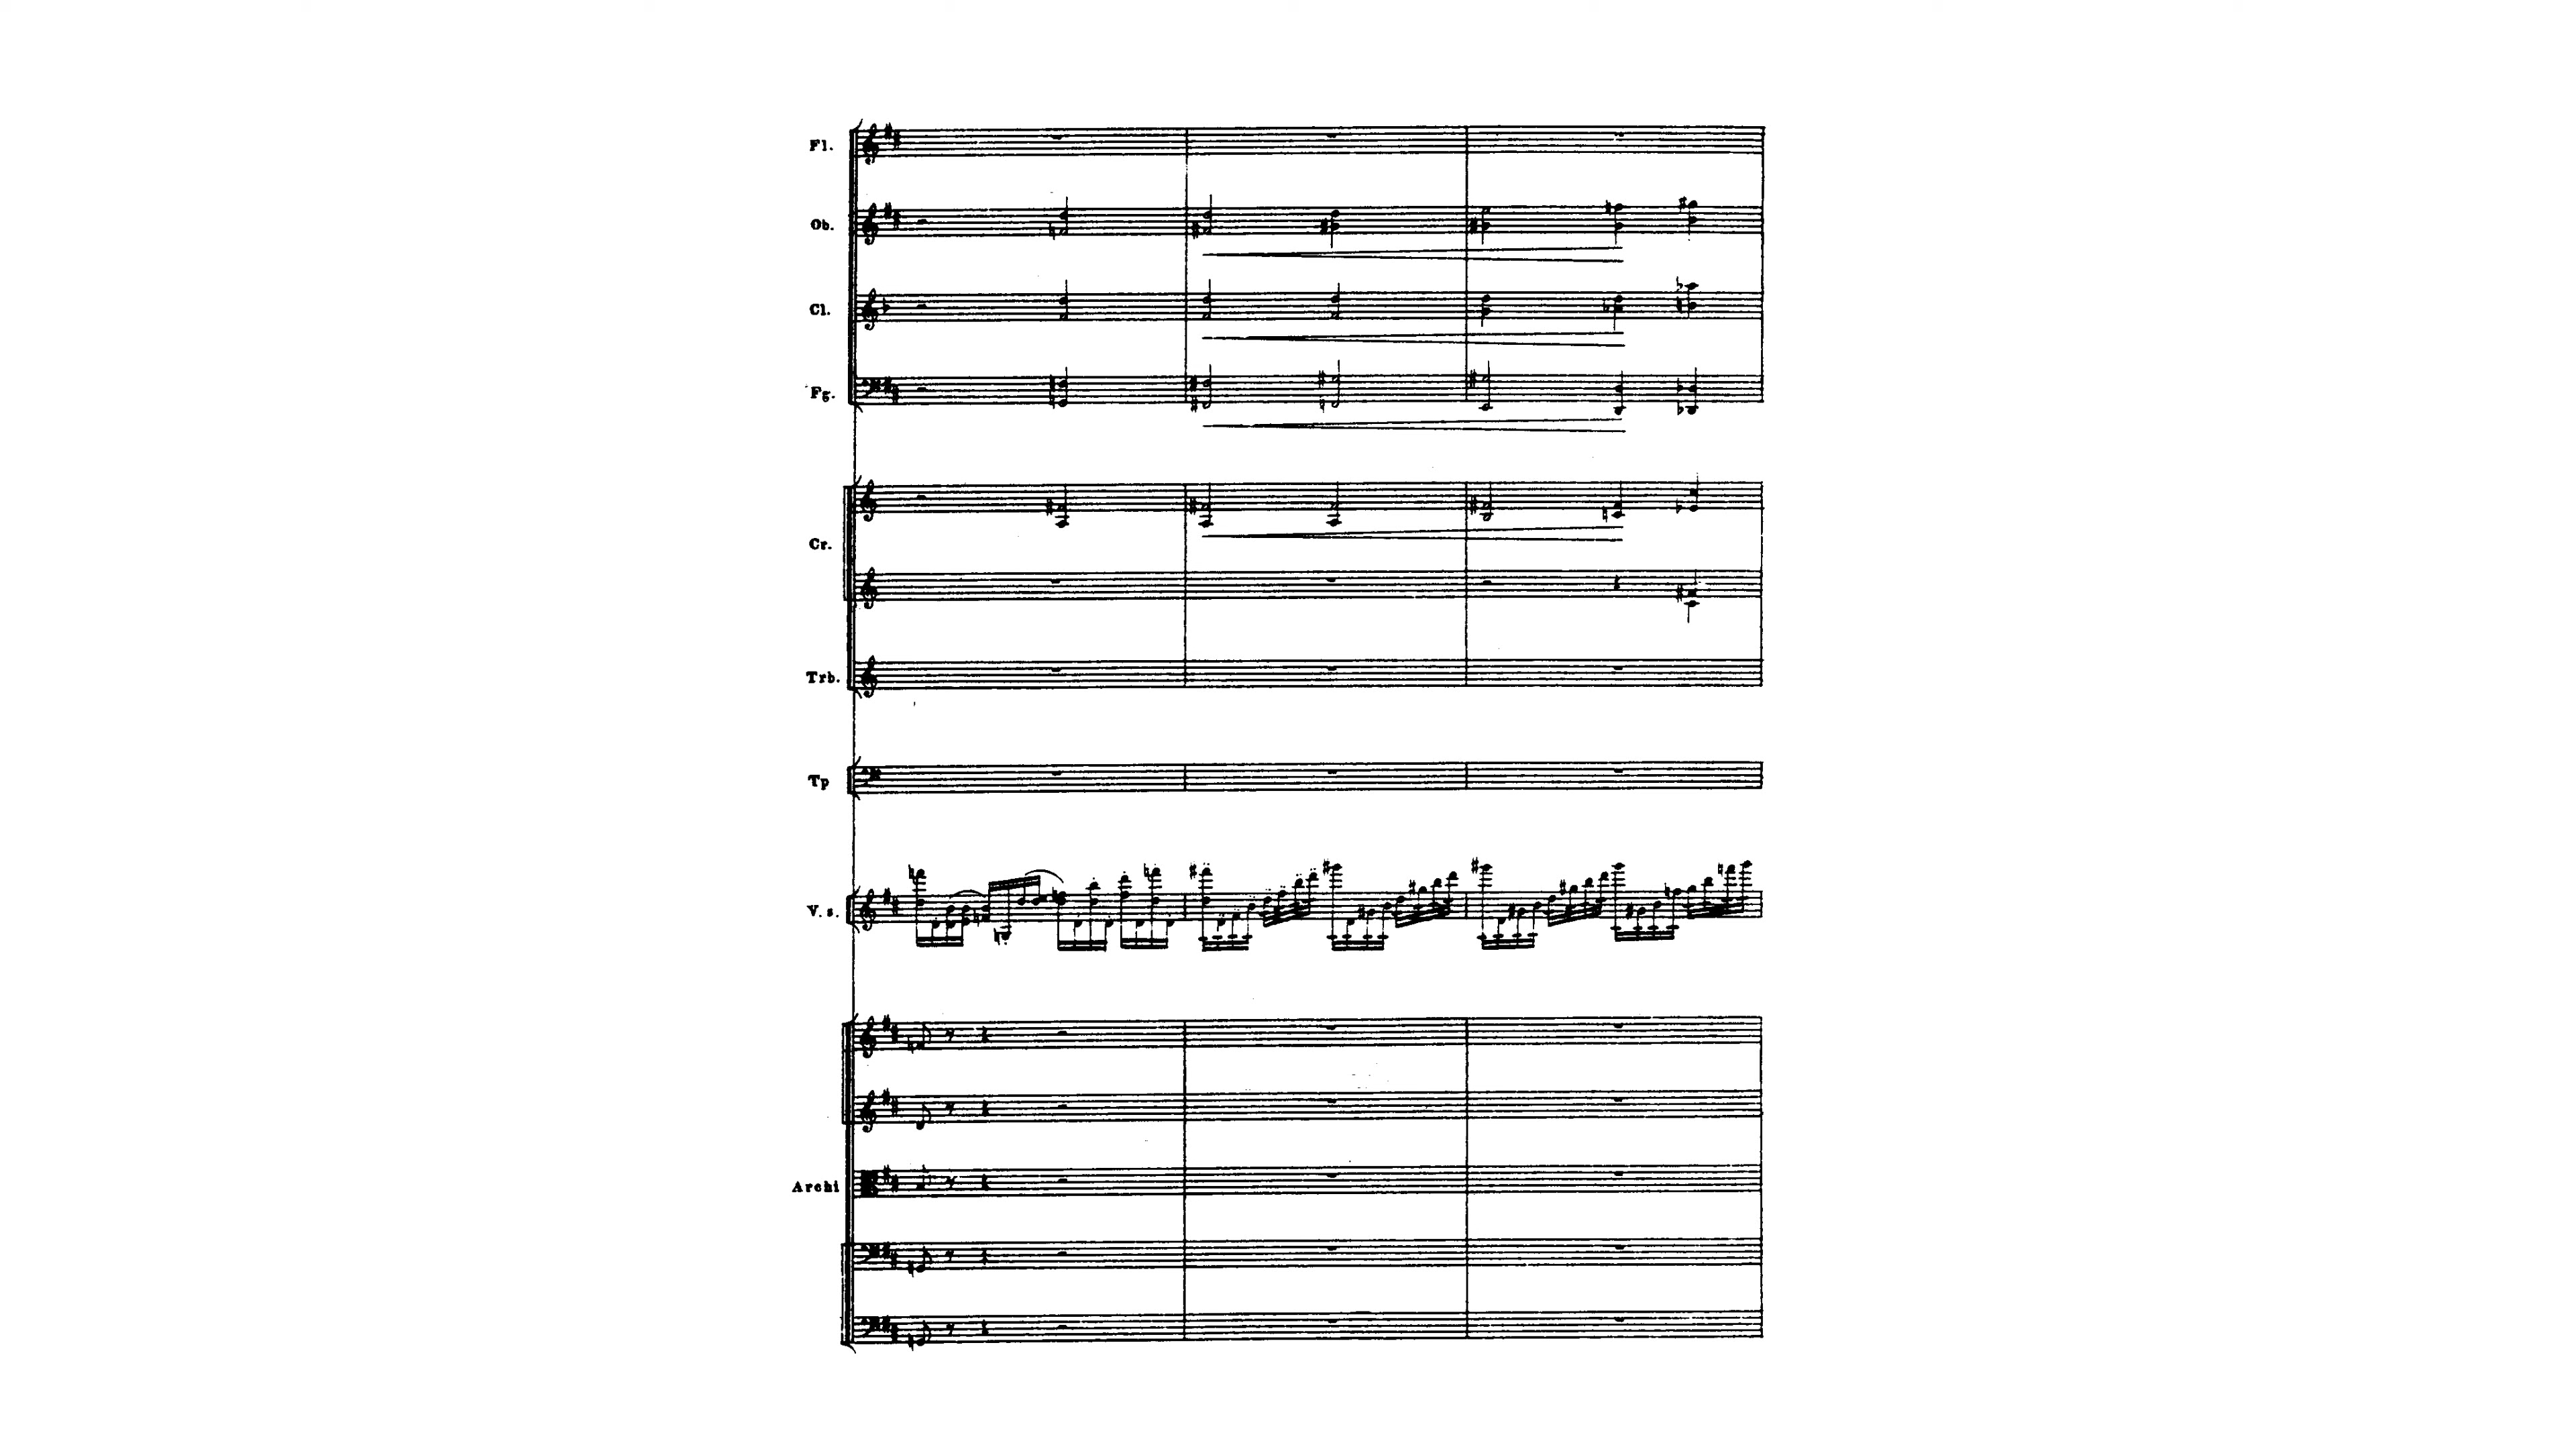 Fl.
Ob.
Cl.
Fg.
Cr.
Trb.
Tp
V. s.
Archi